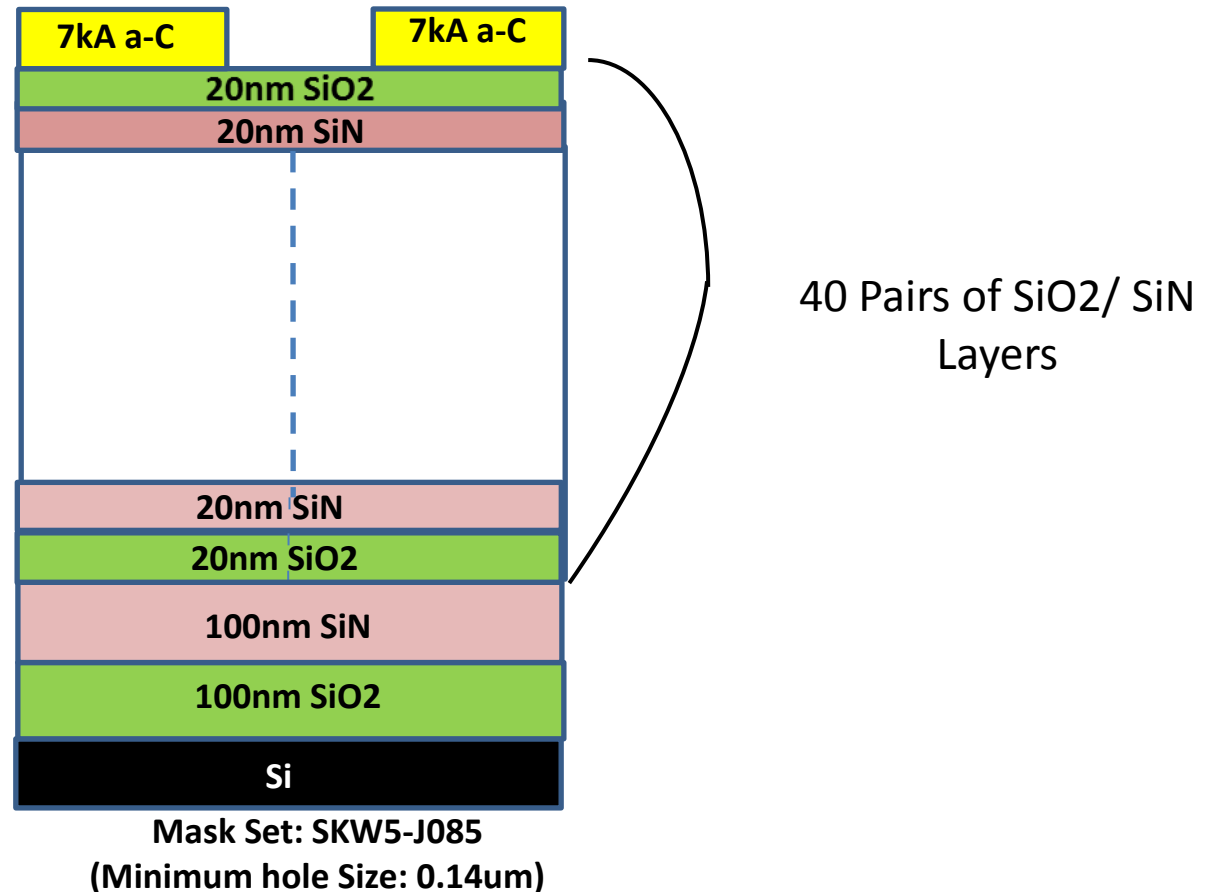 7kA a-C
7kA a-C
20nm SiO2
20nm SiN
40 Pairs of SiO2/ SiN
Layers
20nm SiN
20nm SiO2
100nm SiN
100nm SiO2
Si
Mask Set: SKW5-J085
(Minimum hole Size: 0.14um)